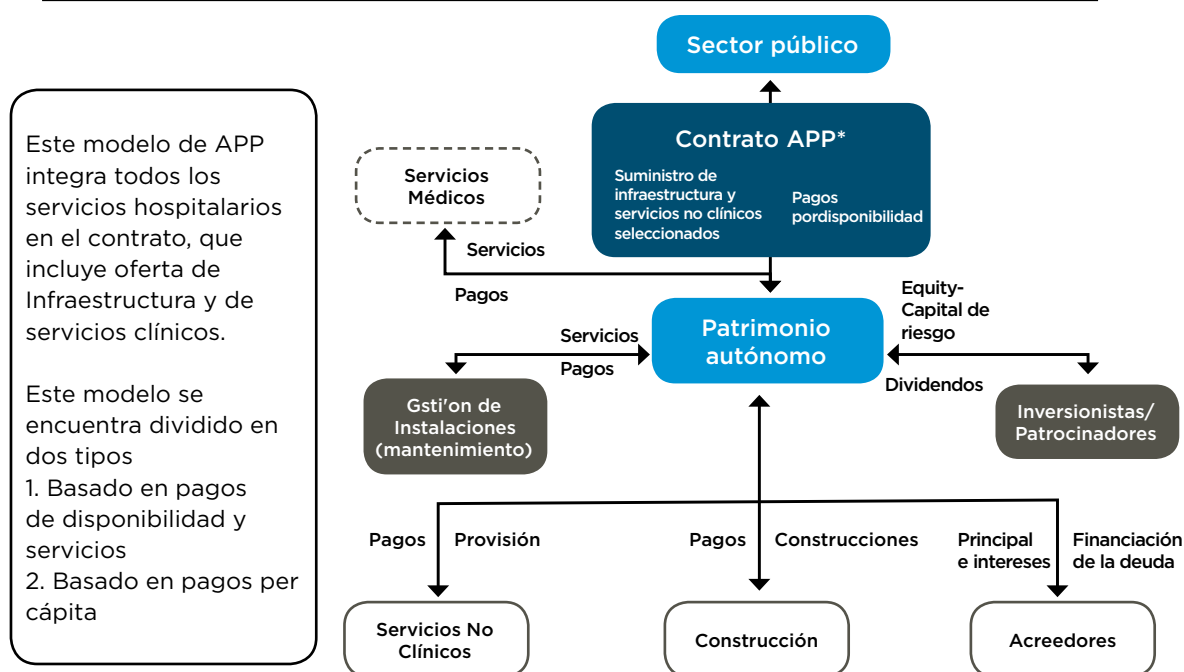 Sector público
Contrato APP*
Suministro de
infraestructura y
servicios no clínicos
seleccionados
Pagos
pordisponibilidad
Este modelo de APP
integra todos los
servicios hospitalarios
en el contrato, que
incluye oferta de
Infraestructura y de
servicios clínicos.
Este modelo se
encuentra dividido en
dos tipos
1. Basado en pagos
de disponibilidad y
servicios
2. Basado en pagos per
cápita
Servicios
Médicos
Servicios
Pagos
Patrimonio
autónomo
Equity-
Capital de
riesgo
Dividendos
Servicios
Pagos
Gsti'on de
Instalaciones
(mantenimiento)
Inversionistas/
Patrocinadores
Pagos
Provisión
Pagos
Construcciones
Principal
e intereses
Financiación
de la deuda
Servicios No
Clínicos
Construcción
Acreedores